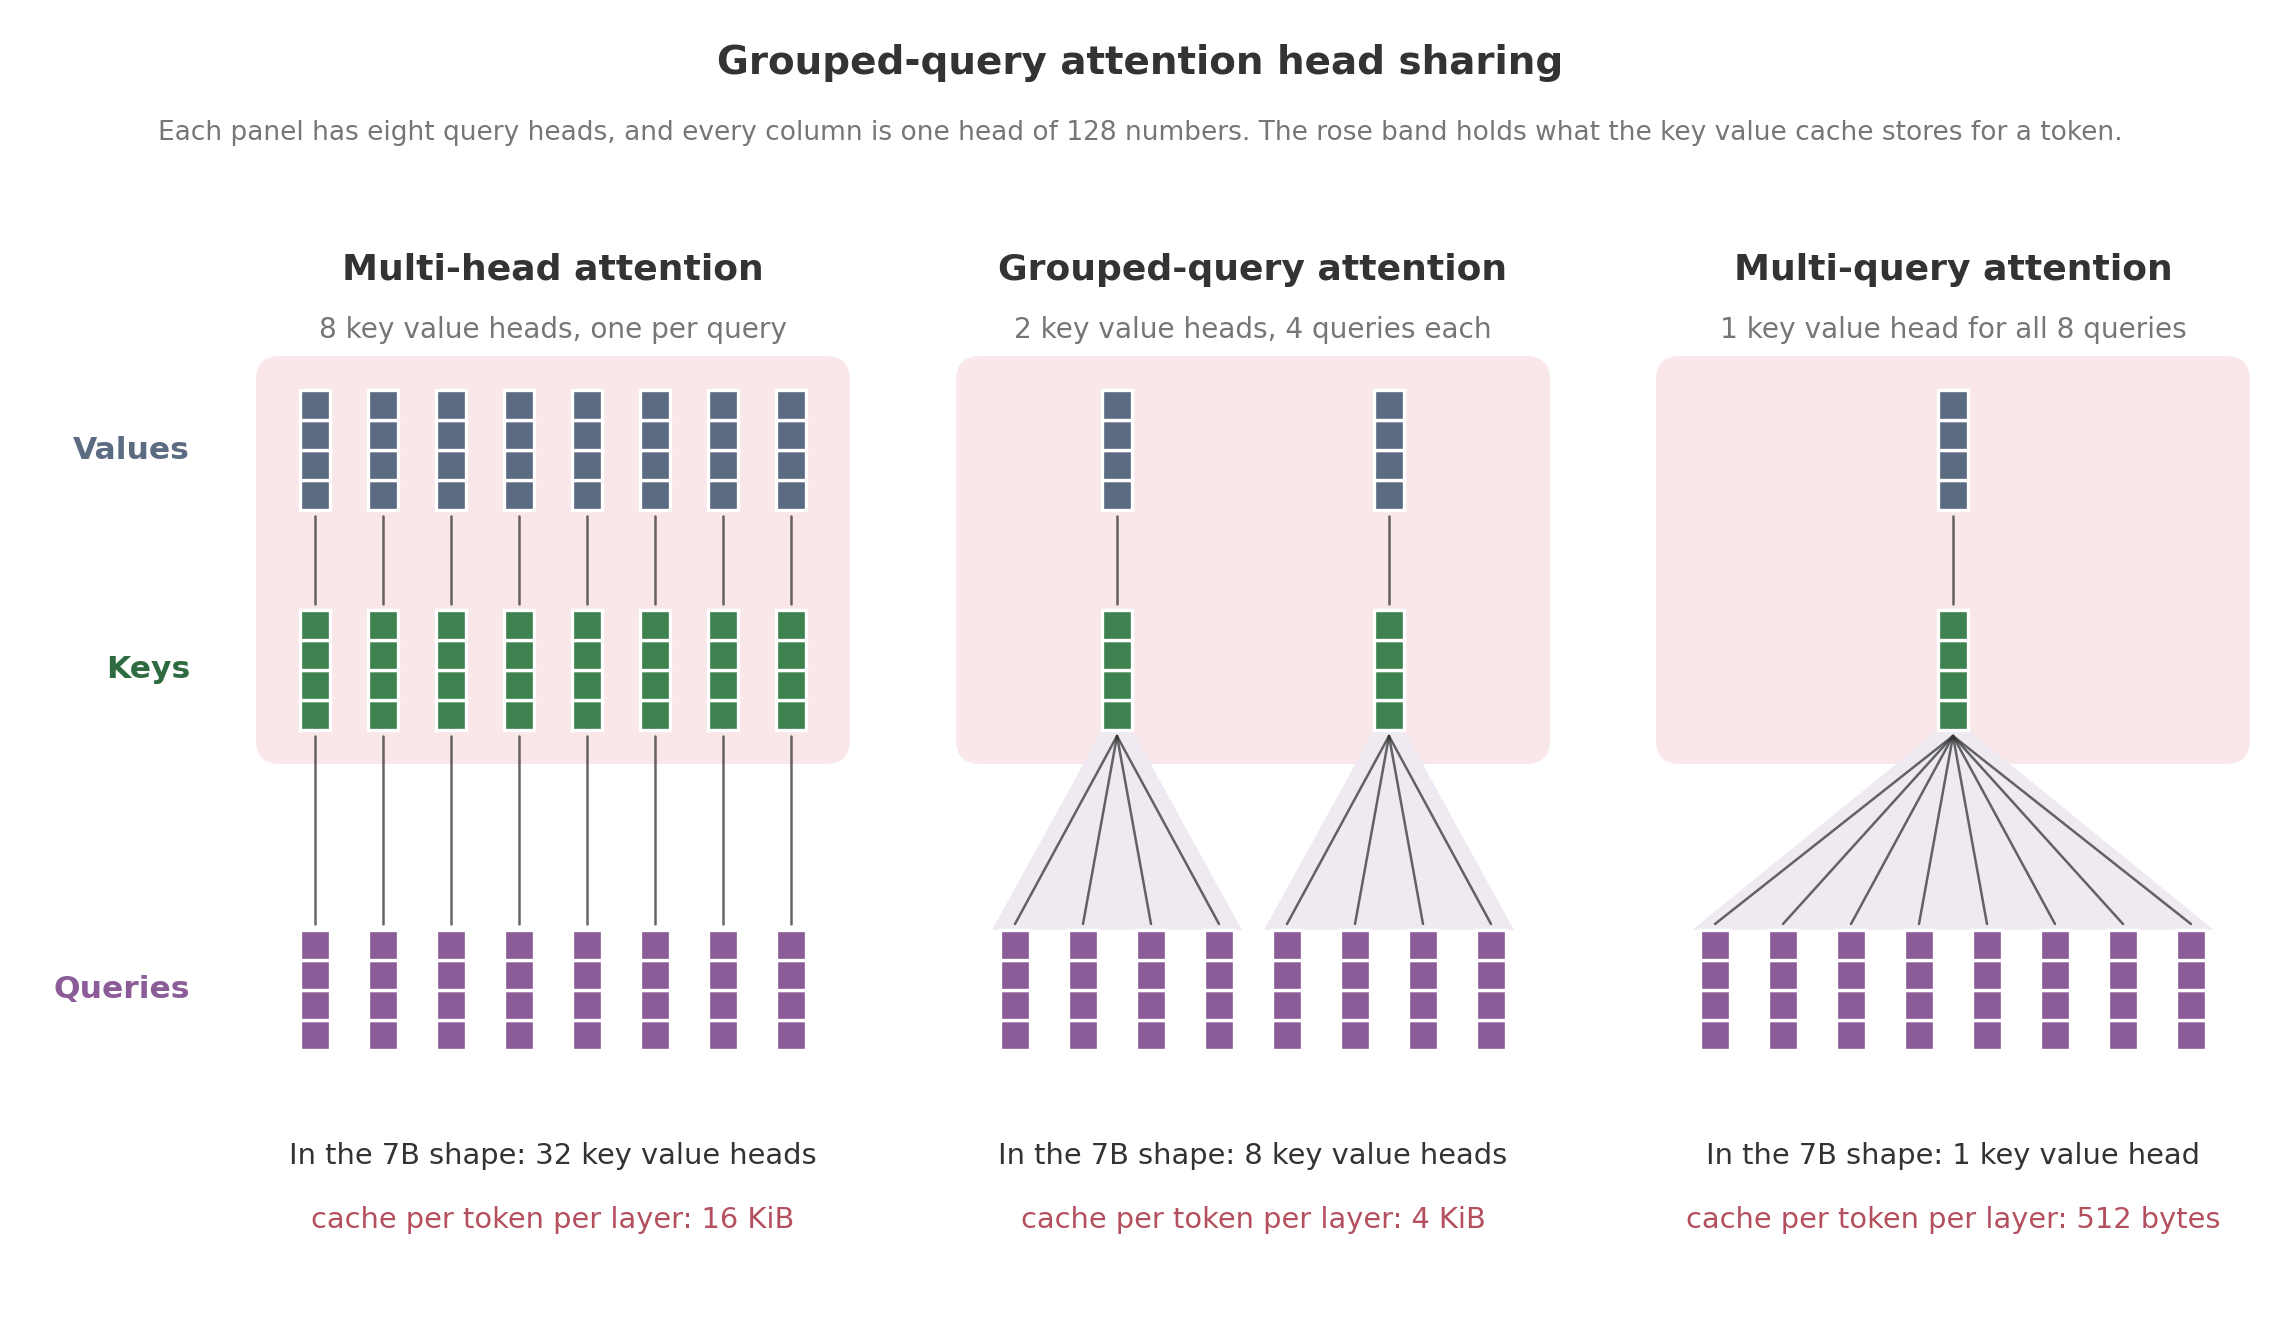 Grouped-query attention head sharing
Each panel has eight query heads, and every column is one head of 128 numbers. The rose band holds what the key value cache stores for a token.
Multi-head attention
8 key value heads, one per query
Grouped-query attention
2 key value heads, 4 queries each
Multi-query attention
1 key value head for all 8 queries
Values
Keys
Queries
In the 7B shape: 32 key value heads
cache per token per layer: 16 KiB
In the 7B shape: 8 key value heads
cache per token per layer: 4 KiB
In the 7B shape: 1 key value head
cache per token per layer: 512 bytes